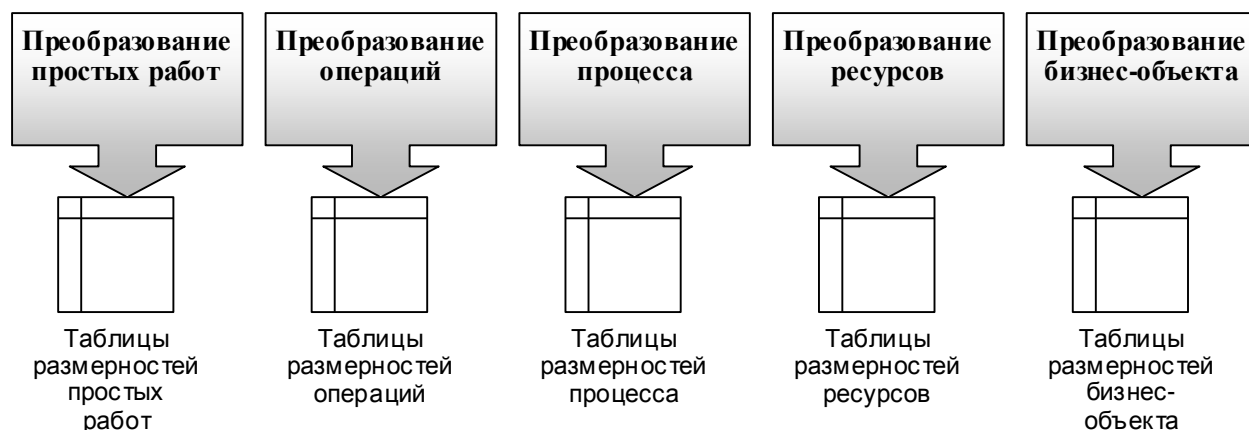 Преобразование
простых работ
Преобразование
операций
Преобразование
процесса
Преобразование
ресурсов
Преобразование
бизнес-объекта
Таблицы
размерностей
простых
работ
Таблицы
размерностей
операций
Таблицы
размерностей
процесса
Таблицы
размерностей
ресурсов
Таблицы
размерностей
бизнес-
объекта